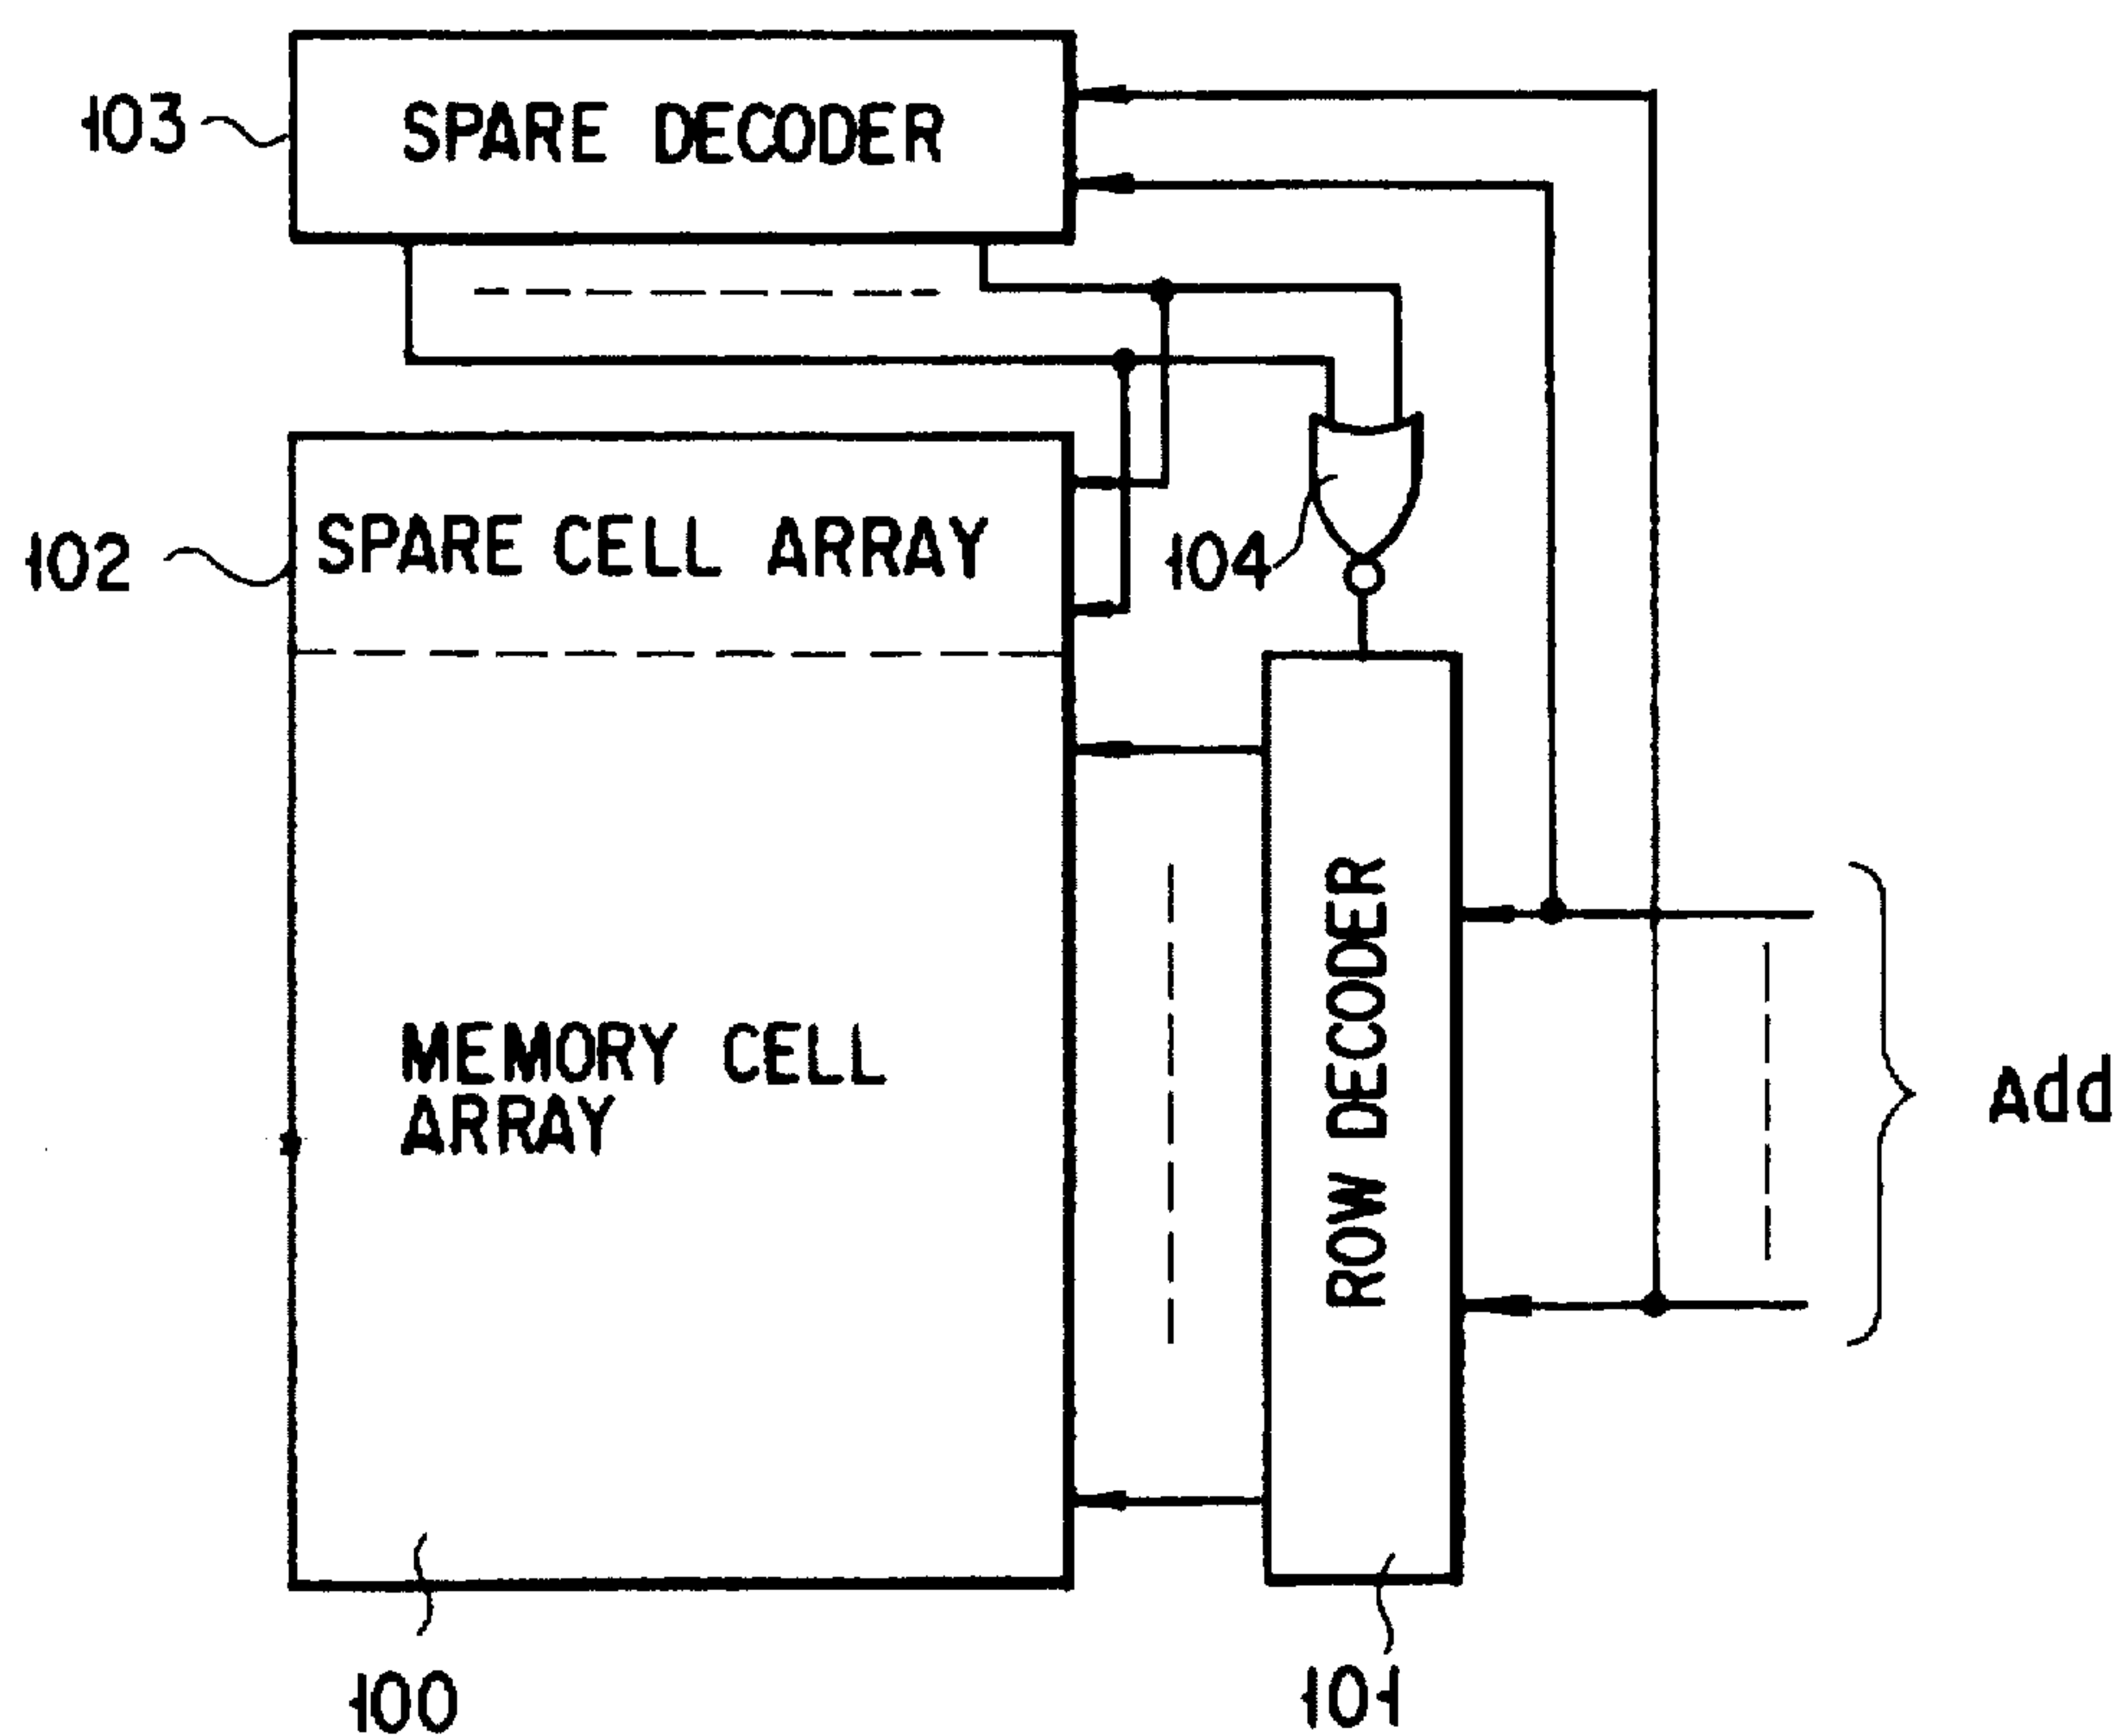 103
SPARE DECODER
102
SPARE CELL ARRAY
104
MEMORY CELL
ARRAY
ROW DECODER
Add
100
101